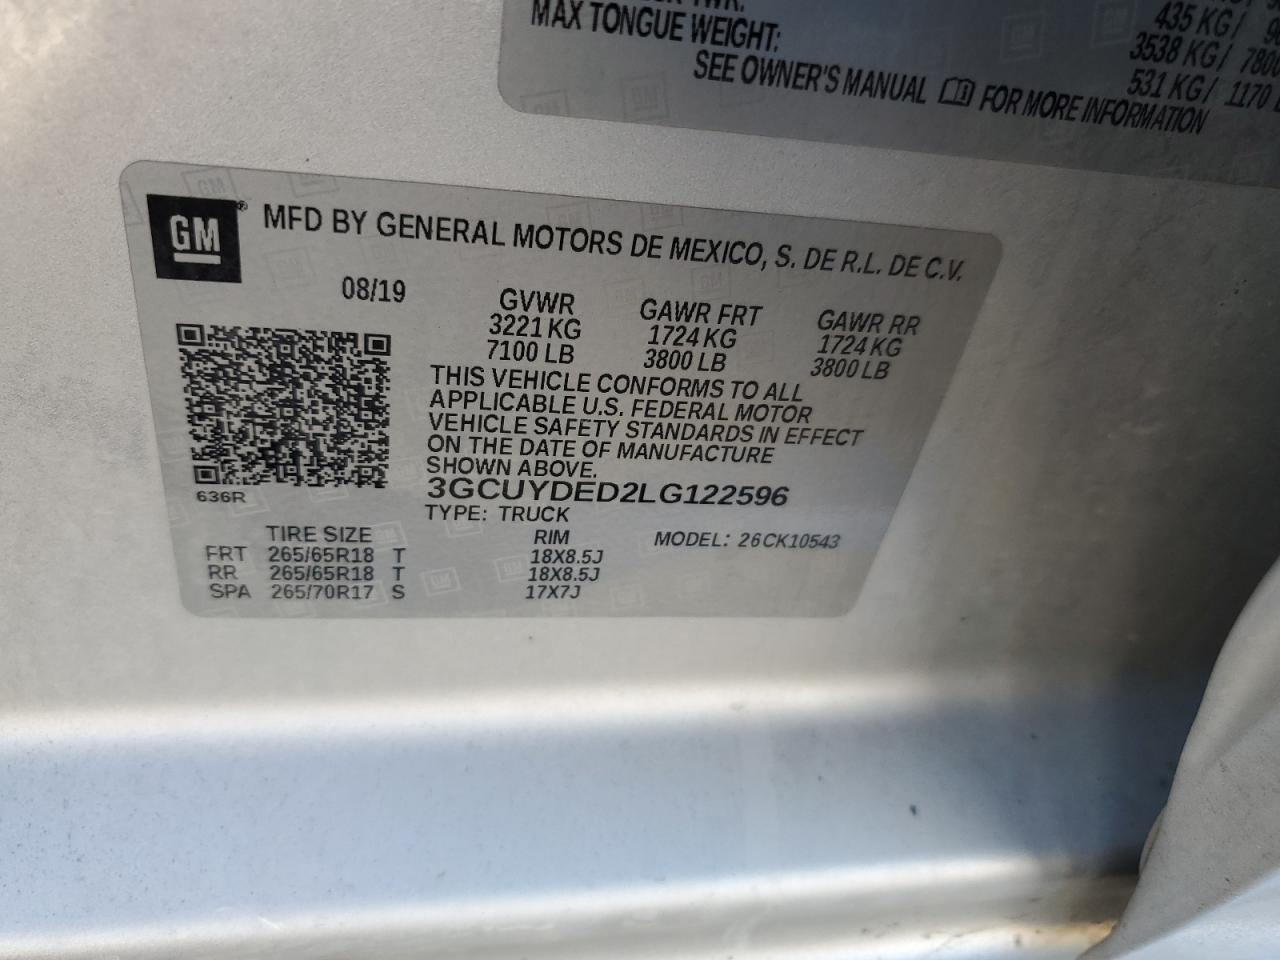 MAX TONGUE WEIGHT:
435 KG/
3538 KG/ 7800
531 KG/ 1170
SEE OWNER'S MANUAL FOR MORE INFORMATION
GM® MFD BY GENERAL MOTORS DE MEXICO, S. DE R.L. DE C.V.
08/19 GVWR GAWR FRT GAWR RR
3221 KG 1724 KG 1724 KG
7100 LB 3800 LB 3800 LB
THIS VEHICLE CONFORMS TO ALL
APPLICABLE U.S. FEDERAL MOTOR
VEHICLE SAFETY STANDARDS IN EFFECT
ON THE DATE OF MANUFACTURE
SHOWN ABOVE.
636R 3GCUYDED2LG122596
TYPE: TRUCK
TIRE SIZE RIM MODEL: 26CK10543
FRT 265/65R18 T 18X8.5J
RR 265/65R18 T 18X8.5J
SPA 265/70R17 S 17X7J